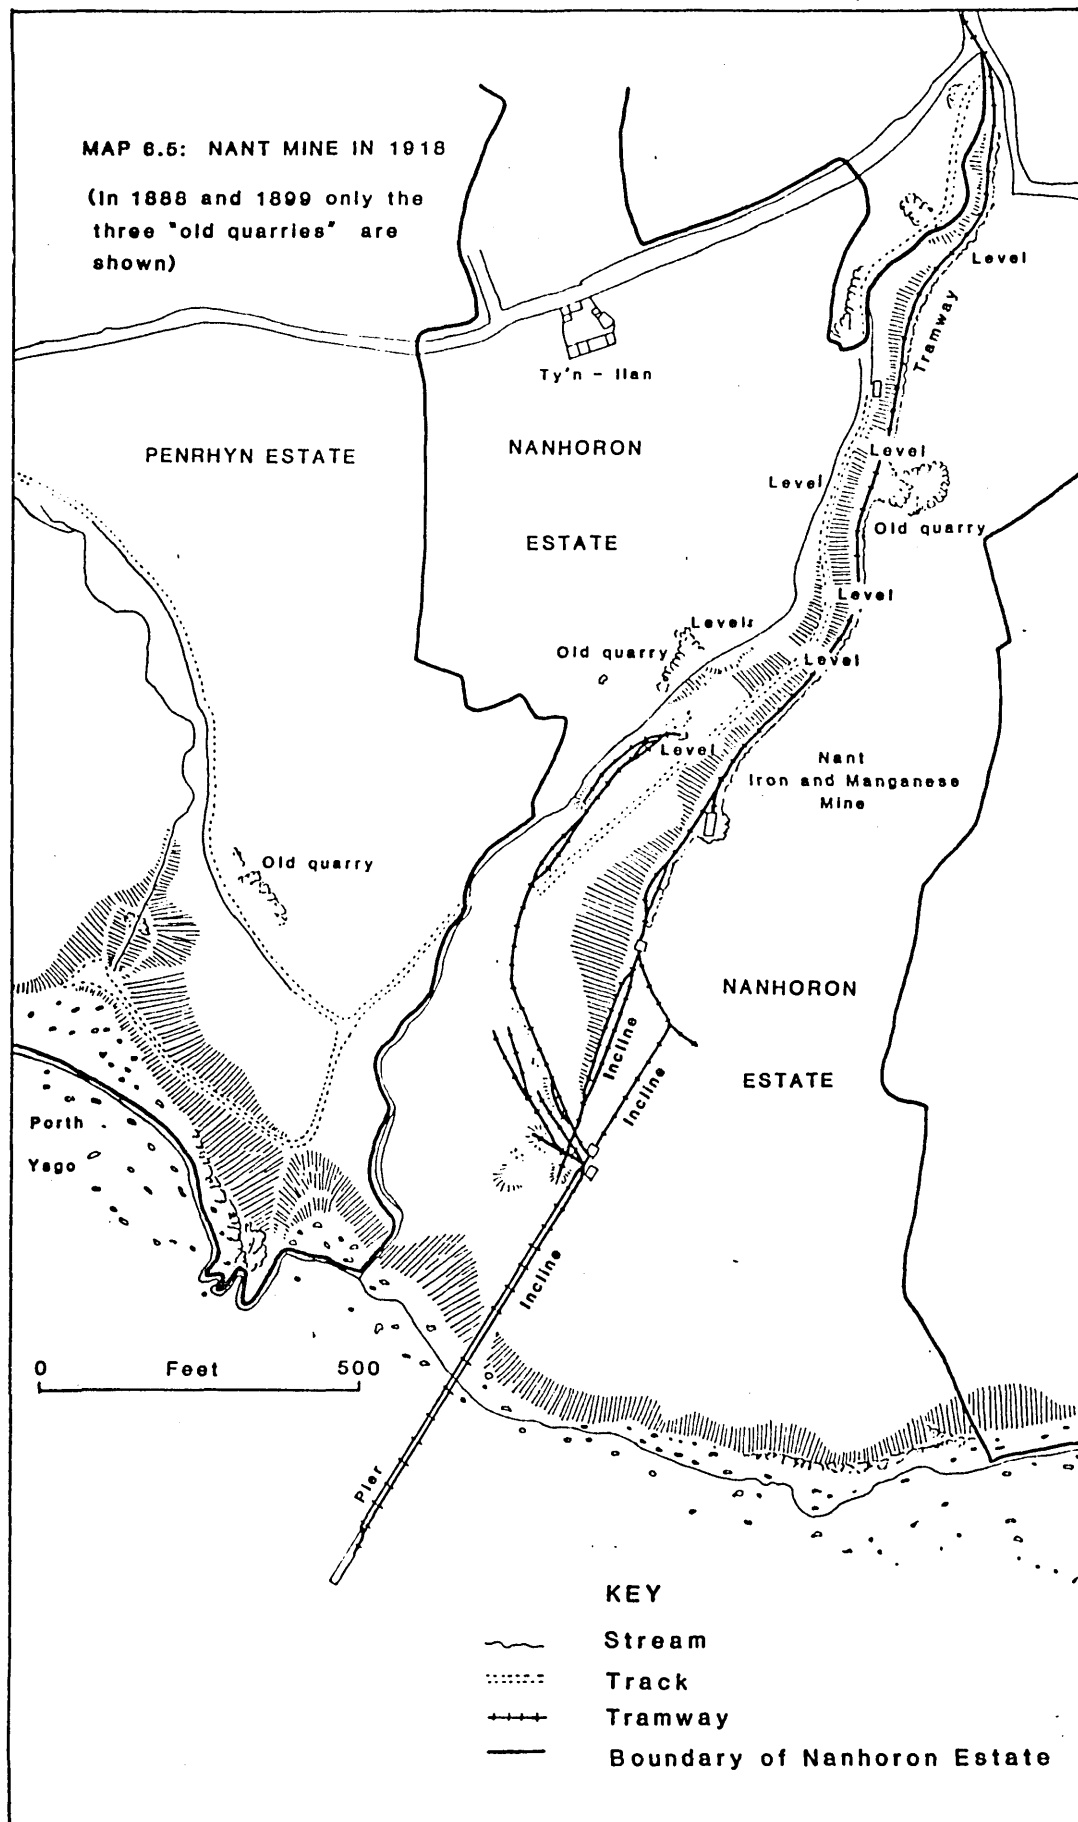 MAP 6.5: NANT MINE IN 1918
(In 1888 and 1899 only the
three "old quarries" are
shown)
Level
Tramway
Ty'n - llan
PENRHYN ESTATE
NANHORON
ESTATE
Level
Level
Old quarry
Level
Levels
Old quarry
Level
Level
Nant
Iron and Manganese
Mine
Old quarry
NANHORON
ESTATE
Incline
Incline
Porth
Ysgo
Incline
0 Feet 500
Pier
KEY
Stream
Track
Tramway
Boundary of Nanhoron Estate